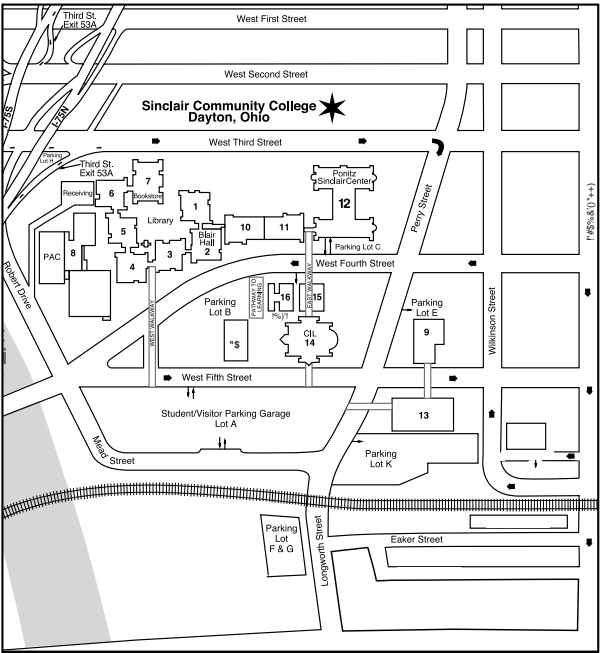 West First Street
Third St.
Exit 53A
West Second Street
I-75S
I-75N
Sinclair Community College
Dayton, Ohio
West Third Street
Parking
Lot H
Third St.
Exit 53A
Receiving
6
7
Bookstore
Library
1
5
Blair
Hall
2
10
11
Ponitz
Sinclair Center
12
Perry Street
Parking Lot C
PAC
8
4
3
West Fourth Street
Robert Drive
WEST WALKWAY
Parking
Lot B
PATHWAY TO
LEARNING
16
EAST WALKWAY
15
!%)'!
"$
CIL
14
Parking
Lot E
9
Wilkinson Street
West Fifth Street
Student/Visitor Parking Garage
Lot A
13
Mead Street
Parking
Lot K
Parking
Lot
F & G
Longworth Street
Eaker Street